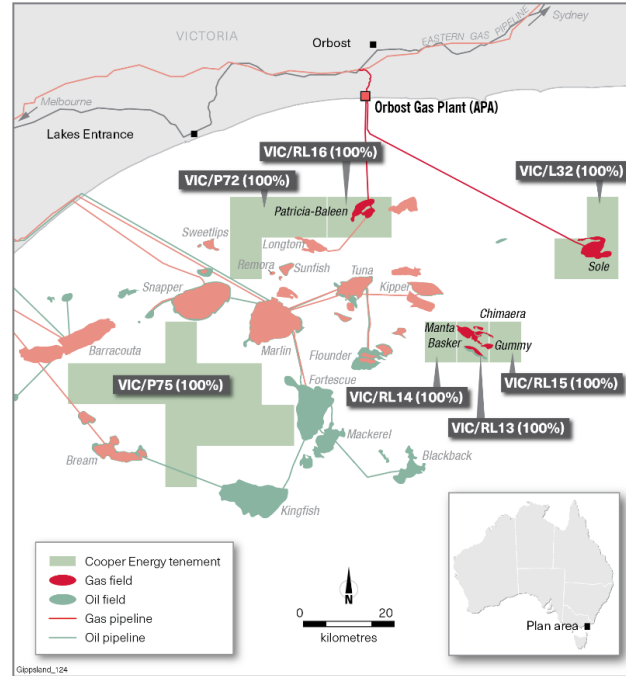 Sydney
VICTORIA
Orbost
EASTERN GAS PIPELINE
Melbourne
Orbost Gas Plant (APA)
Lakes Entrance
VIC/RL16 (100%)
VIC/P72 (100%)
VIC/L32 (100%)
Patricia-Baleen
Sweetlips
Longtom
Remora
Sunfish
Sole
Tuna
Snapper
Kipper
Chimaera
Manta
Marlin
Basker
Gummy
Barracouta
Flounder
VIC/P75 (100%)
Fortescue
VIC/RL15 (100%)
VIC/RL14 (100%)
VIC/RL13 (100%)
Mackerel
Bream
Blackback
Kingfish
Cooper Energy tenement
Gas field
Oil field
Gas pipeline
Oil pipeline
N
0 20
kilometres
Plan area
Gippsland_124